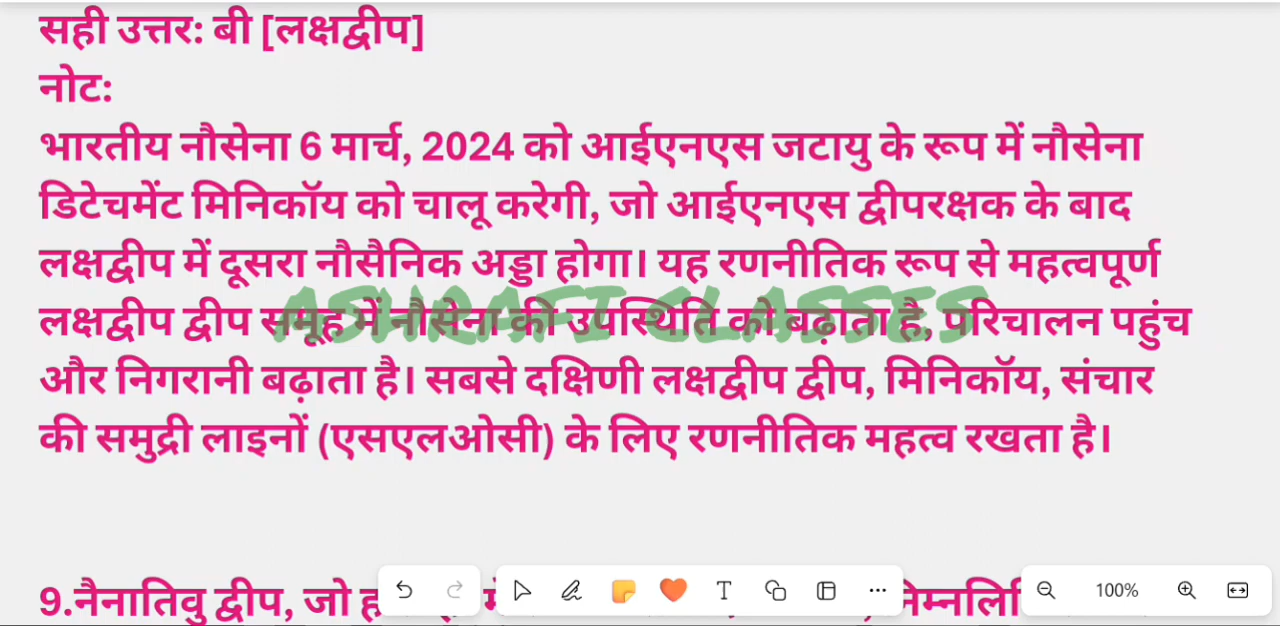 सही उत्तर: बी [लक्षद्वीप]
नोट:
भारतीय नौसेना 6 मार्च, 2024 को आईएनएस जटायु के रूप में नौसेना
डिटेचमेंट मिनिकॉय को चालू करेगी, जो आईएनएस द्वीपरक्षक के बाद
लक्षद्वीप में दूसरा नौसैनिक अड्डा होगा। यह रणनीतिक रूप से महत्वपूर्ण
लक्षद्वीप द्वीप समूह में नौसेना की उपस्थिति को बढ़ाता है, परिचालन पहुंच
ASHRAFI CLASSES
और निगरानी बढ़ाता है। सबसे दक्षिणी लक्षद्वीप द्वीप, मिनिकॉय, संचार
की समुद्री लाइनों (एसएलओसी) के लिए रणनीतिक महत्व रखता है।
9.नैनातिवु द्वीप, जो
100%